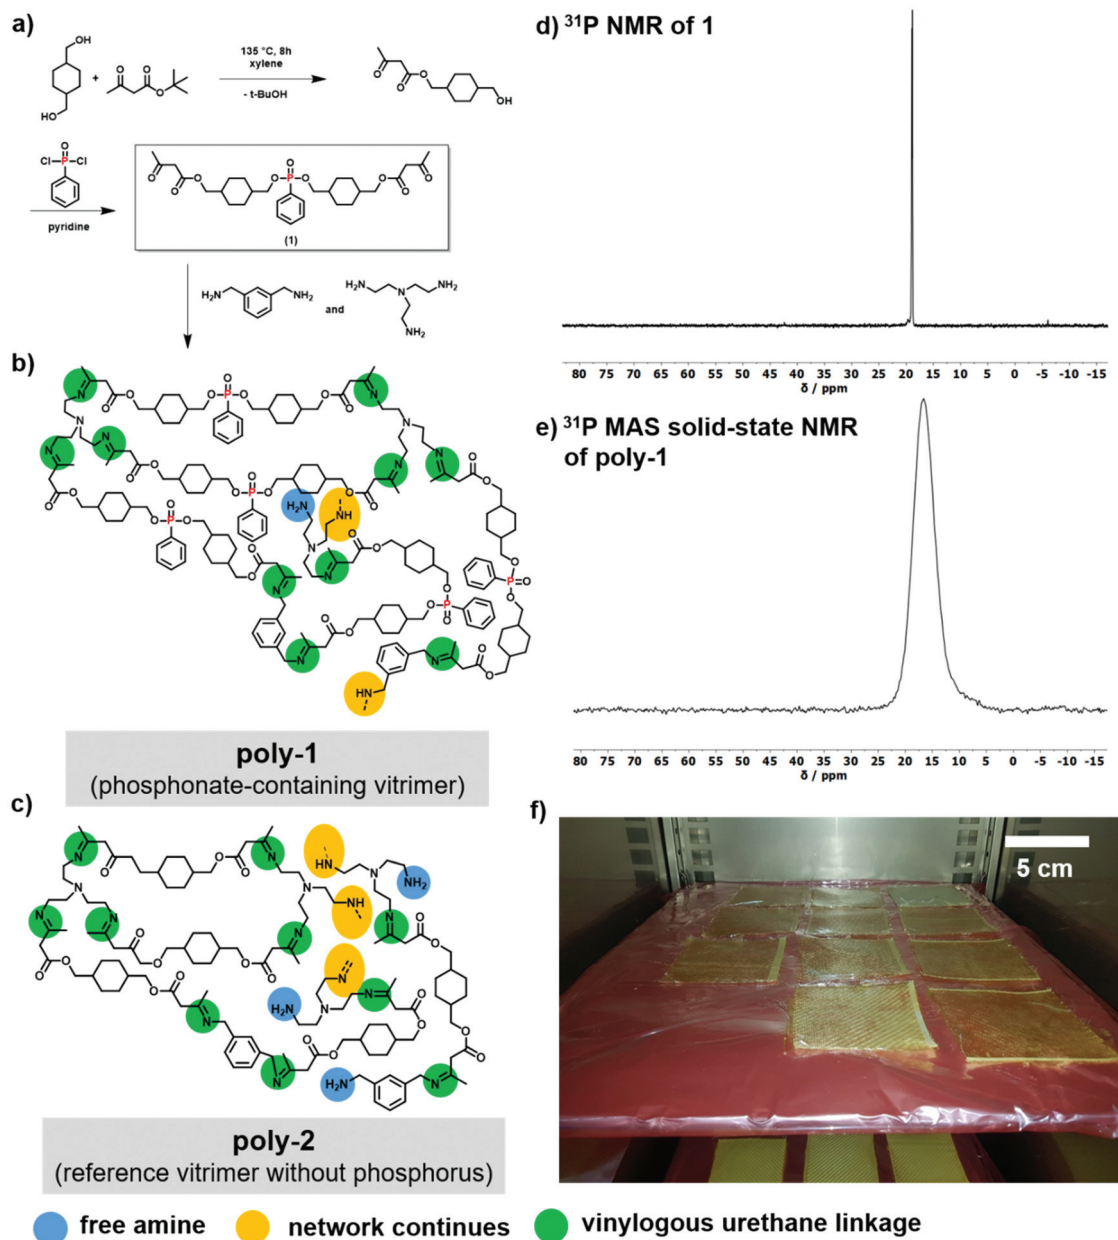 a)
OH
HO
+
O
O
O
135 °C, 8h
xylene
- t-BuOH
O
O
O
OH
O
Cl-P-Cl
pyridine
O
O
O
O
O
P
O
O
O
O
(1)
H₂N
NH₂
and
H₂N
NH₂
N
NH₂
b)
N
O
O
O
P
O
O
O
O
N
N
N
N
N
N
N
O
O
O
P
O
O
O
O
H₂N
NH
O
O
O
P
O
O
O
O
N
N
O
O
O
P
O
O
N
N
O
O
O
P
O
O
N
O
O
HN
poly-1
(phosphonate-containing vitrimer)
c)
N
O
O
O
N
HN
NH₂
N
N
N
NH
N
N
N
N
O
O
O
O
O
O
O
N
H₂N
N
N
O
O
O
O
N
N
O
O
H₂N
N
O
O
poly-2
(reference vitrimer without phosphorus)
free amine
network continues
vinylogous urethane linkage
d) ³¹P NMR of 1
80 75 70 65 60 55 50 45 40 35 30 25 20 15 10 5 0 -5 -10 -15
δ / ppm
e) ³¹P MAS solid-state NMR
of poly-1
80 75 70 65 60 55 50 45 40 35 30 25 20 15 10 5 0 -5 -10 -15
δ / ppm
f)
5 cm